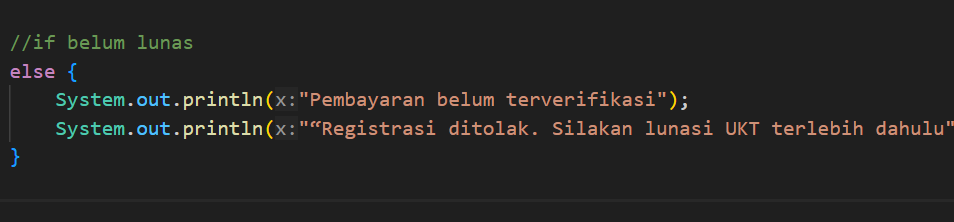 //if belum lunas
else {
    System.out.println(x:"Pembayaran belum terverifikasi");
    System.out.println(x:"“Registrasi ditolak. Silakan lunasi UKT terlebih dahulu"
}